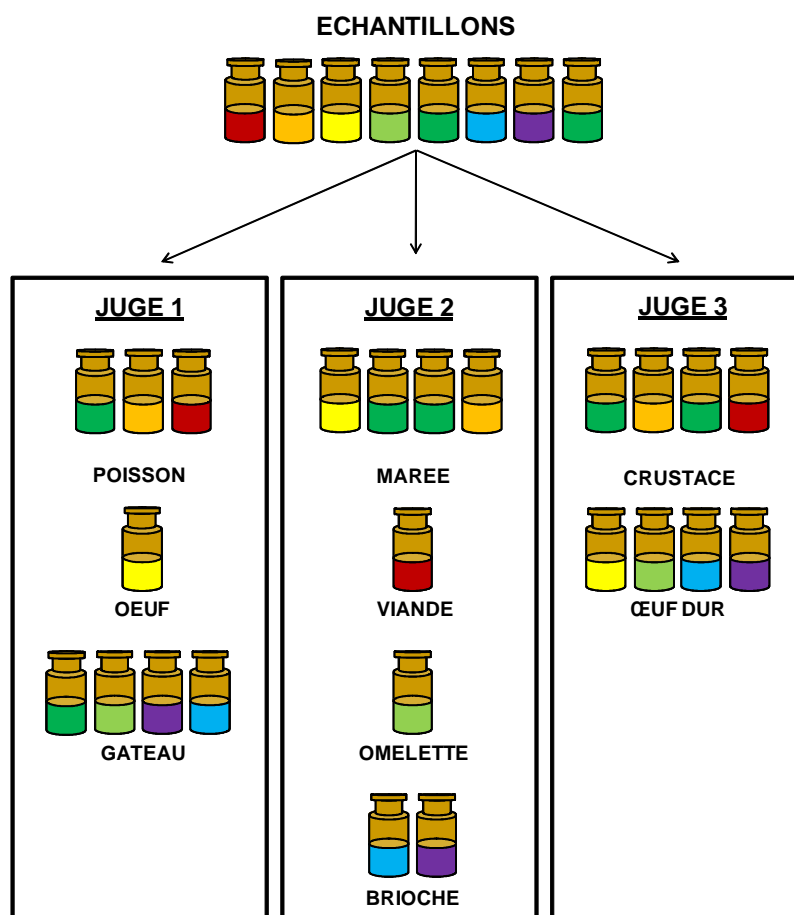 ECHANTILLONS
JUGE 1
POISSON
OEUF
GATEAU
JUGE 2
MAREE
VIANDE
OMELETTE
BRIOCHE
JUGE 3
CRUSTACE
ŒUF DUR